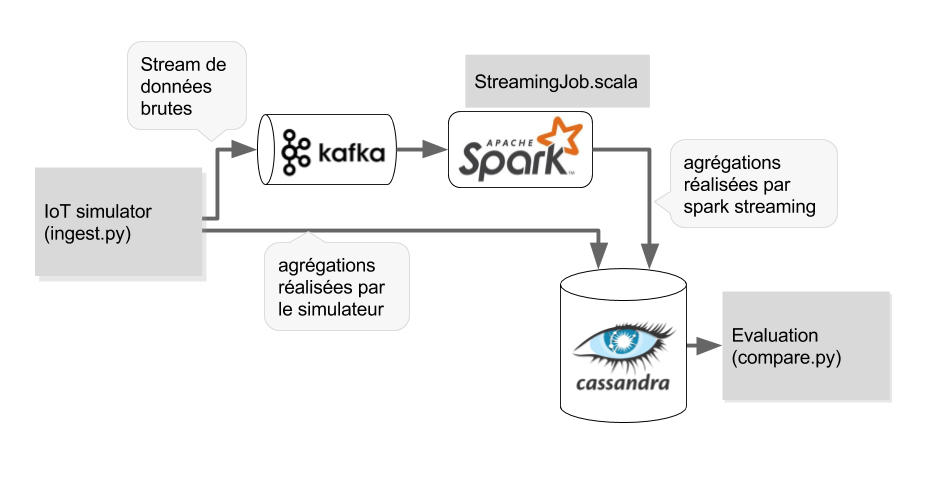 Stream de
données
brutes
StreamingJob.scala
kafka
APACHE
Spark™
agrégations
réalisées par
spark streaming
IoT simulator
(ingest.py)
agrégations
réalisées par
le simulateur
cassandra
Evaluation
(compare.py)